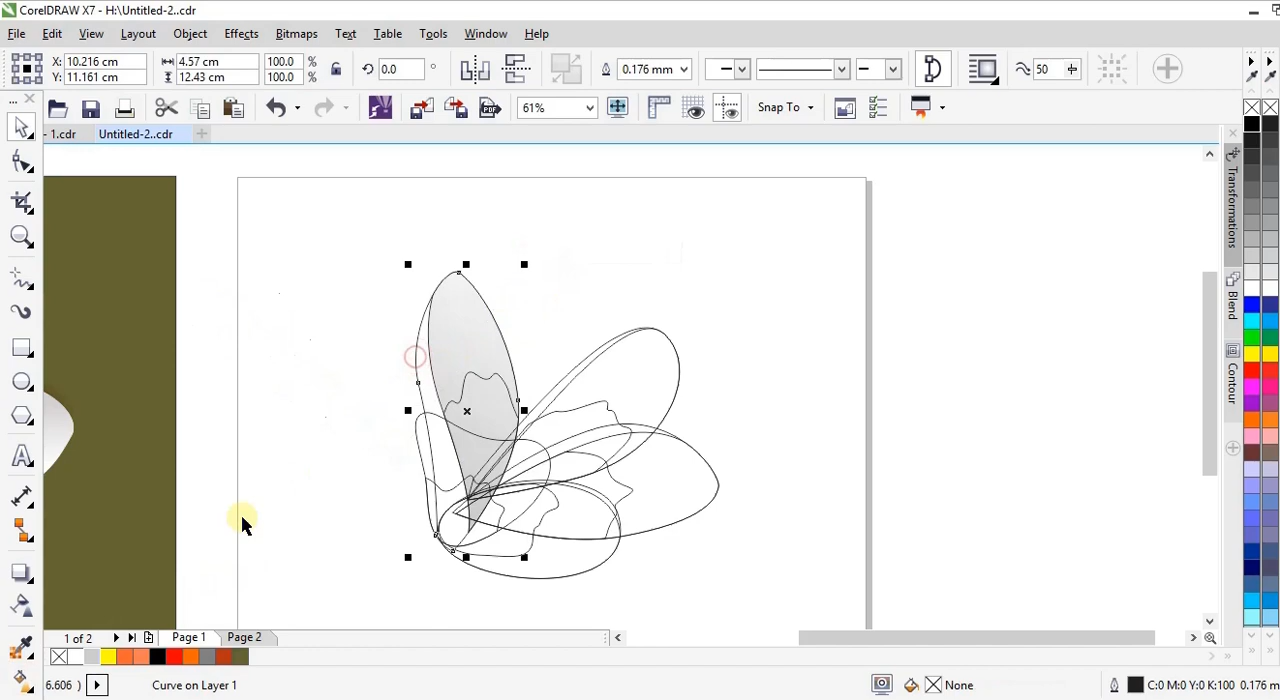 CorelDRAW X7 - H:\Untitled-2..cdr
File Edit View Layout Object Effects Bitmaps Text Table Tools Window Help
X: 10.216 cm 4.57 cm 100.0 % 0.0 ° 0.176 mm 50
Y: 11.161 cm 12.43 cm 100.0 %
PDF 61% Snap To
- 1.cdr Untitled-2..cdr
Transformations
Blend
Contour
1 of 2 Page 1 Page 2
6.606 ) Curve on Layer 1 None C:0 M:0 Y:0 K:100 0.176 m